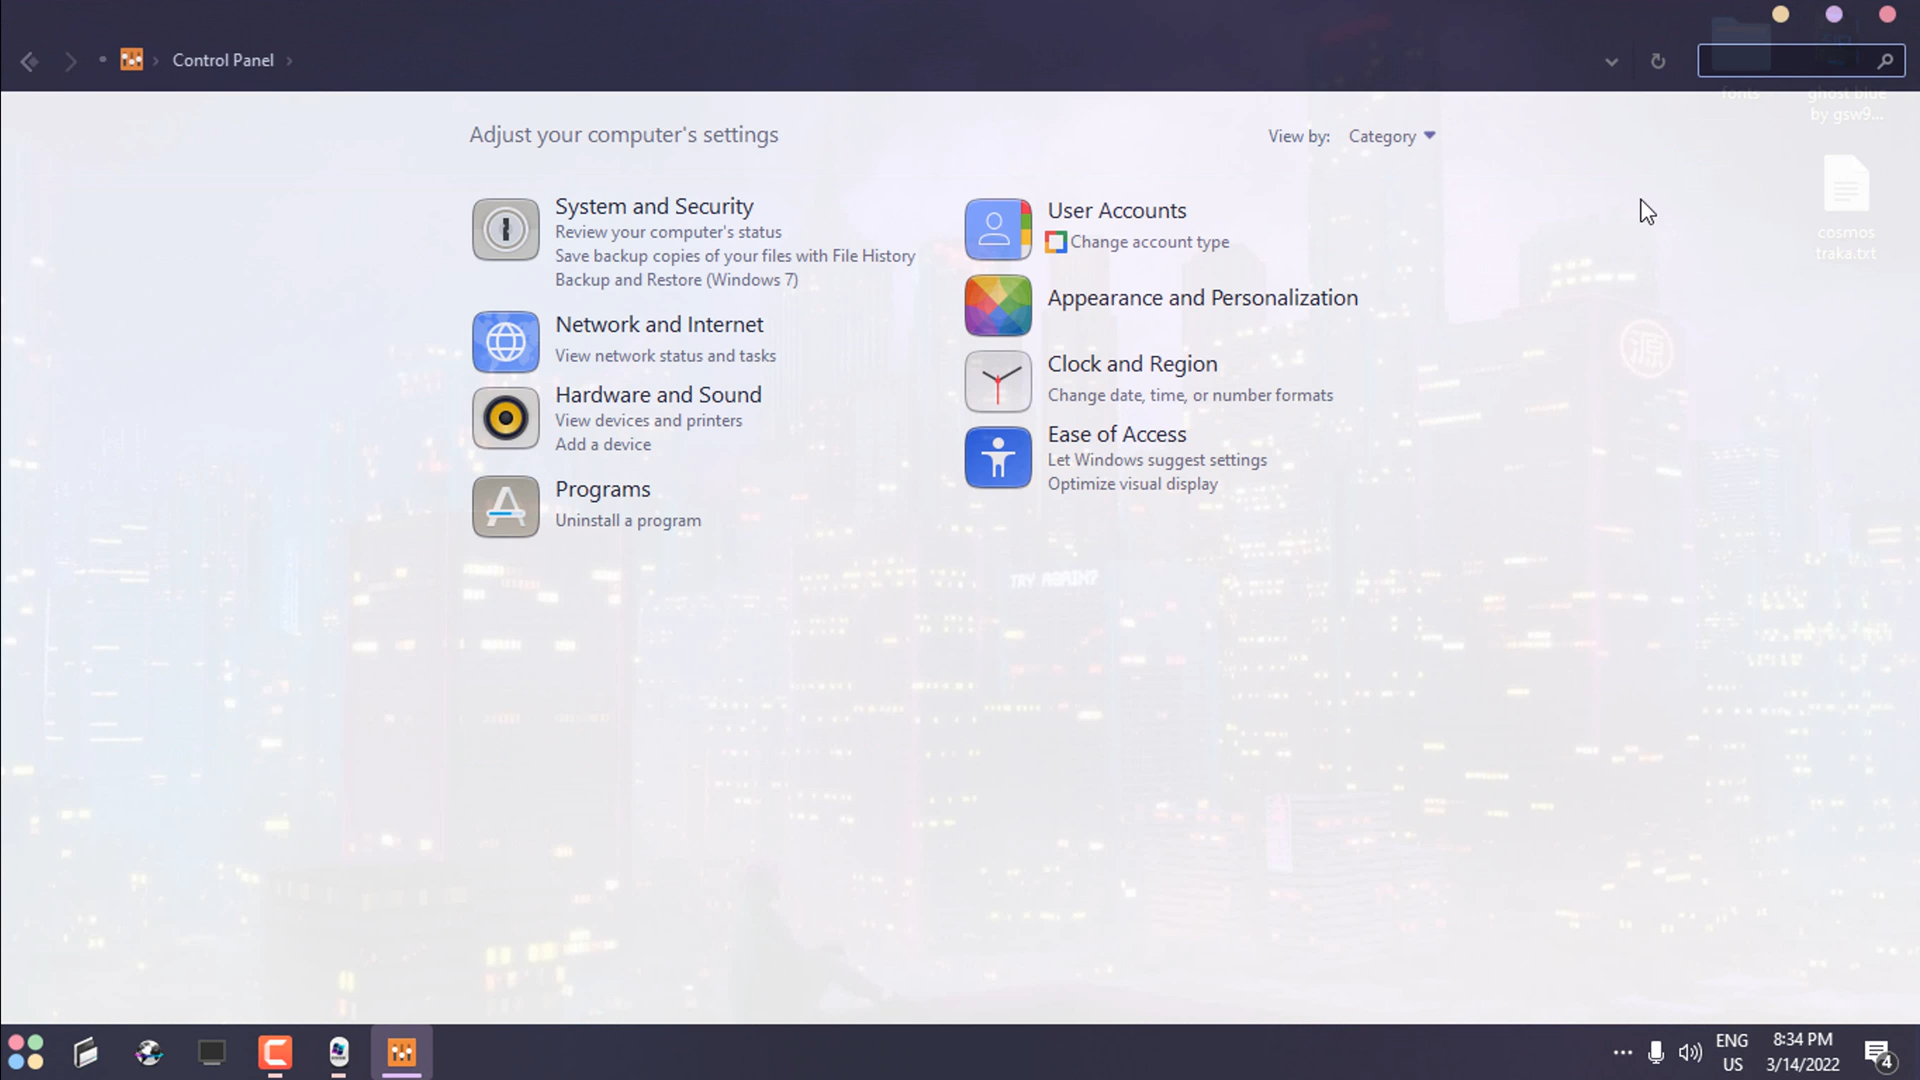 Control Panel
fonts
ghost blue
by gsw9...
Adjust your computer's settings
View by: Category
System and Security
Review your computer's status
Save backup copies of your files with File History
Backup and Restore (Windows 7)
Network and Internet
View network status and tasks
Hardware and Sound
View devices and printers
Add a device
Programs
Uninstall a program
User Accounts
Change account type
Appearance and Personalization
Clock and Region
Change date, time, or number formats
Ease of Access
Let Windows suggest settings
Optimize visual display
cosmos
traka.txt
源
TRY AGAIN?
ENG
US
8:34 PM
3/14/2022
4